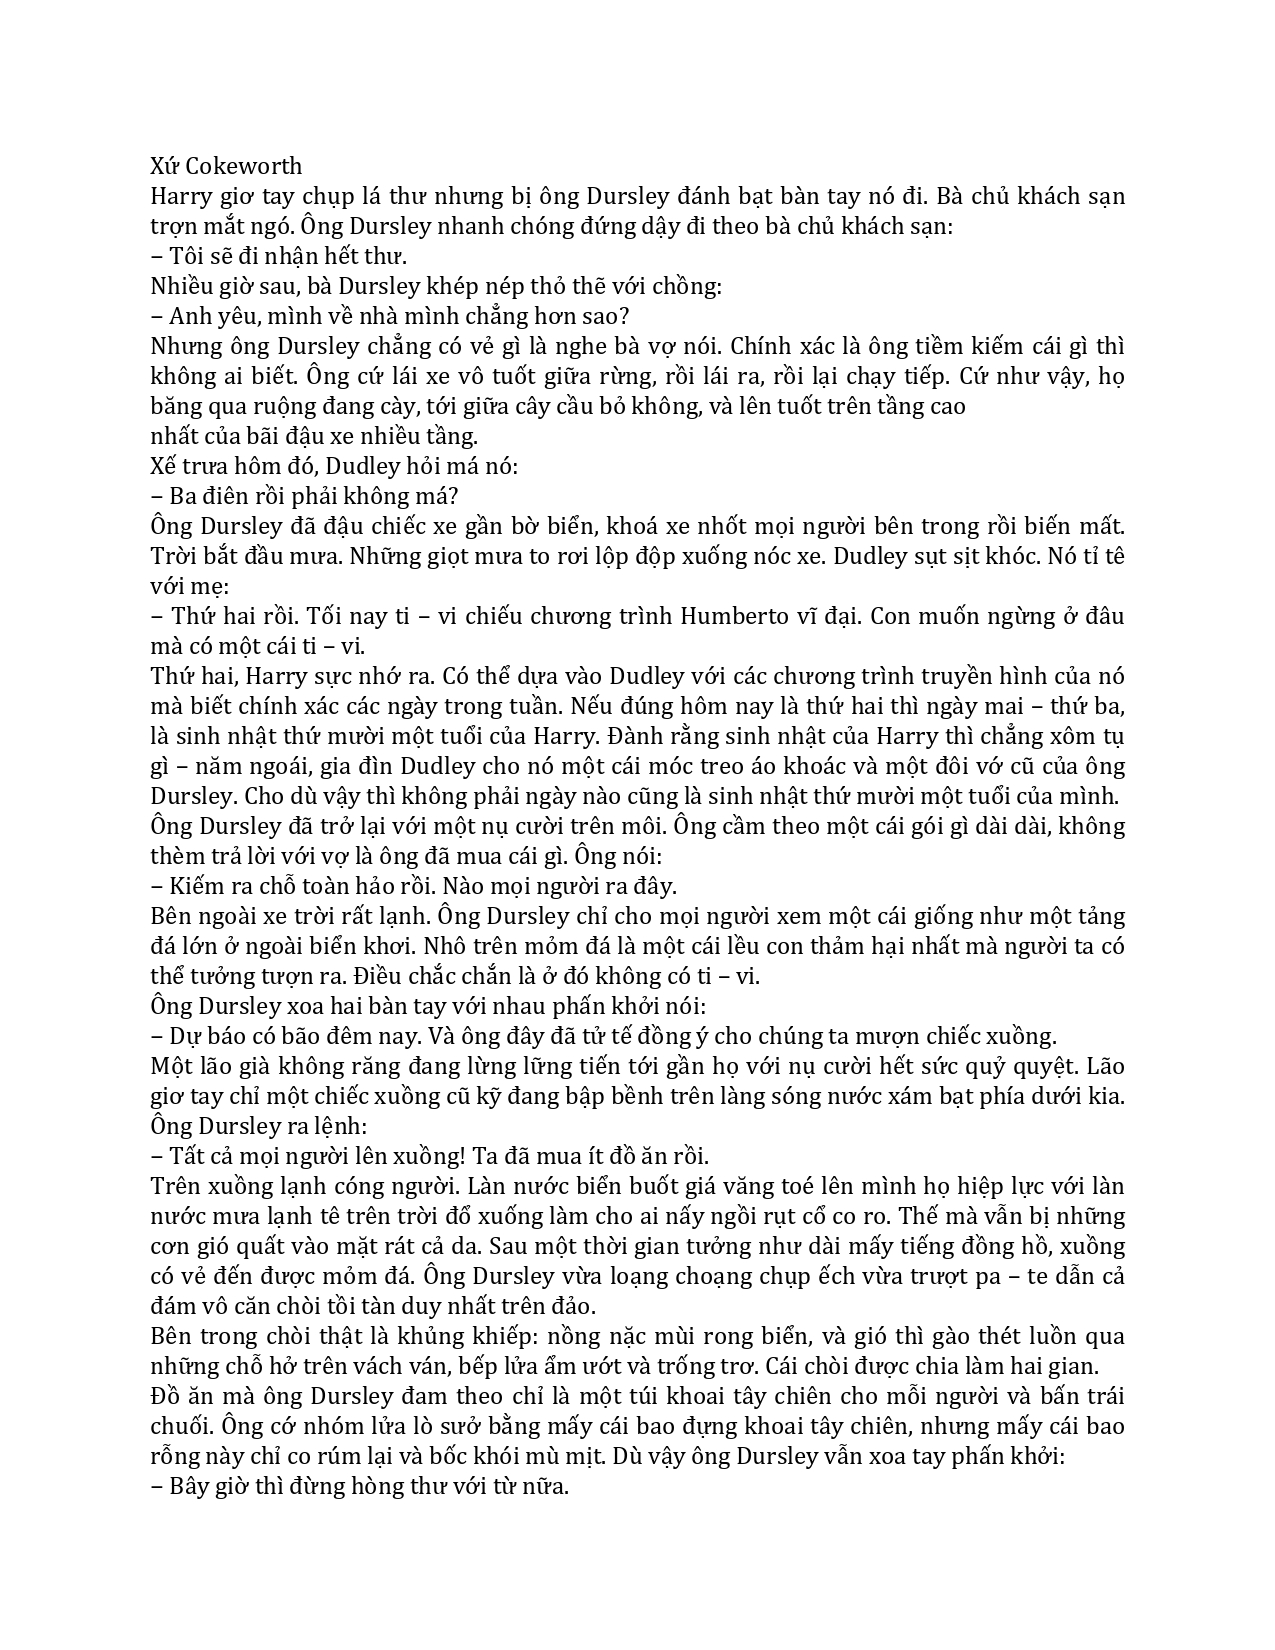 Xứ Cokeworth
Harry giơ tay chụp lá thư nhưng bị ông Dursley đánh bạt bàn tay nó đi. Bà chủ khách sạn
trợn mắt ngó. Ông Dursley nhanh chóng đứng dậy đi theo bà chủ khách sạn:
– Tôi sẽ đi nhận hết thư.
Nhiều giờ sau, bà Dursley khép nép thỏ thẽ với chồng:
– Anh yêu, mình về nhà mình chẳng hơn sao?
Nhưng ông Dursley chẳng có vẻ gì là nghe bà vợ nói. Chính xác là ông tiềm kiếm cái gì thì
không ai biết. Ông cứ lái xe vô tuốt giữa rừng, rồi lái ra, rồi lại chạy tiếp. Cứ như vậy, họ
băng qua ruộng đang cày, tới giữa cây cầu bỏ không, và lên tuốt trên tầng cao
nhất của bãi đậu xe nhiều tầng.
Xế trưa hôm đó, Dudley hỏi má nó:
– Ba điên rồi phải không má?
Ông Dursley đã đậu chiếc xe gần bờ biển, khoá xe nhốt mọi người bên trong rồi biến mất.
Trời bắt đầu mưa. Những giọt mưa to rơi lộp độp xuống nóc xe. Dudley sụt sịt khóc. Nó tỉ tê
với mẹ:
– Thứ hai rồi. Tối nay ti – vi chiếu chương trình Humberto vĩ đại. Con muốn ngừng ở đâu
mà có một cái ti – vi.
Thứ hai, Harry sực nhớ ra. Có thể dựa vào Dudley với các chương trình truyền hình của nó
mà biết chính xác các ngày trong tuần. Nếu đúng hôm nay là thứ hai thì ngày mai – thứ ba,
là sinh nhật thứ mười một tuổi của Harry. Đành rằng sinh nhật của Harry thì chẳng xôm tụ
gì – năm ngoái, gia đìn Dudley cho nó một cái móc treo áo khoác và một đôi vớ cũ của ông
Dursley. Cho dù vậy thì không phải ngày nào cũng là sinh nhật thứ mười một tuổi của mình.
Ông Dursley đã trở lại với một nụ cười trên môi. Ông cầm theo một cái gói gì dài dài, không
thèm trả lời với vợ là ông đã mua cái gì. Ông nói:
– Kiếm ra chỗ toàn hảo rồi. Nào mọi người ra đây.
Bên ngoài xe trời rất lạnh. Ông Dursley chỉ cho mọi người xem một cái giống như một tảng
đá lớn ở ngoài biển khơi. Nhô trên mỏm đá là một cái lều con thảm hại nhất mà người ta có
thể tưởng tượn ra. Điều chắc chắn là ở đó không có ti – vi.
Ông Dursley xoa hai bàn tay với nhau phấn khởi nói:
– Dự báo có bão đêm nay. Và ông đây đã tử tế đồng ý cho chúng ta mượn chiếc xuồng.
Một lão già không răng đang lừng lững tiến tới gần họ với nụ cười hết sức quỷ quyệt. Lão
giơ tay chỉ một chiếc xuồng cũ kỹ đang bập bềnh trên làng sóng nước xám bạt phía dưới kia.
Ông Dursley ra lệnh:
– Tất cả mọi người lên xuồng! Ta đã mua ít đồ ăn rồi.
Trên xuồng lạnh cóng người. Làn nước biển buốt giá văng toé lên mình họ hiệp lực với làn
nước mưa lạnh tê trên trời đổ xuống làm cho ai nấy ngồi rụt cổ co ro. Thế mà vẫn bị những
cơn gió quất vào mặt rát cả da. Sau một thời gian tưởng như dài mấy tiếng đồng hồ, xuồng
có vẻ đến được mỏm đá. Ông Dursley vừa loạng choạng chụp ếch vừa trượt pa – te dẫn cả
đám vô căn chòi tồi tàn duy nhất trên đảo.
Bên trong chòi thật là khủng khiếp: nồng nặc mùi rong biển, và gió thì gào thét luồn qua
những chỗ hở trên vách ván, bếp lửa ẩm ướt và trống trơ. Cái chòi được chia làm hai gian.
Đồ ăn mà ông Dursley đam theo chỉ là một túi khoai tây chiên cho mỗi người và bấn trái
chuối. Ông cớ nhóm lửa lò sưở bằng mấy cái bao đựng khoai tây chiên, nhưng mấy cái bao
rỗng này chỉ co rúm lại và bốc khói mù mịt. Dù vậy ông Dursley vẫn xoa tay phấn khởi:
– Bây giờ thì đừng hòng thư với từ nữa.